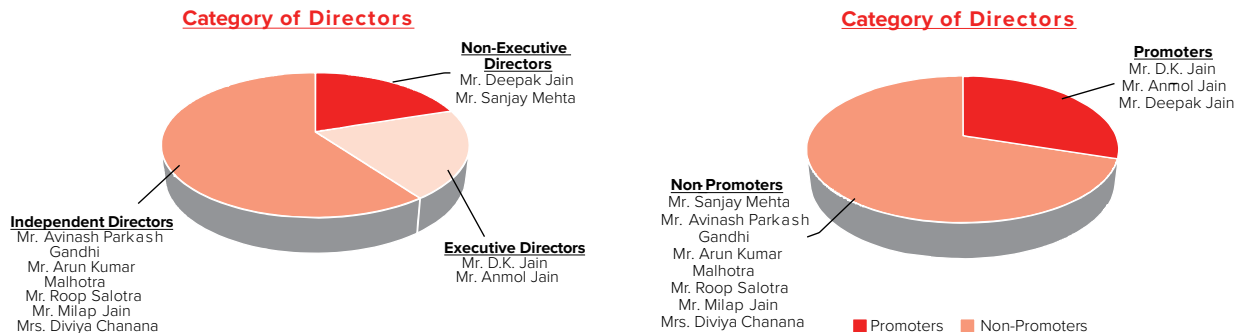 Category of Directors
Non-Executive
Directors
Mr. Deepak Jain
Mr. Sanjay Mehta
Independent Directors
Mr. Avinash Parkash
Gandhi
Mr. Arun Kumar
Malhotra
Mr. Roop Salotra
Mr. Milap Jain
Mrs. Diviya Chanana
Executive Directors
Mr. D.K. Jain
Mr. Anmol Jain
Category of Directors
Promoters
Mr. D.K. Jain
Mr. Anmol Jain
Mr. Deepak Jain
Non-Promoters
Mr. Sanjay Mehta
Mr. Avinash Parkash
Gandhi
Mr. Arun Kumar
Malhotra
Mr. Roop Salotra
Mr. Milap Jain
Mrs. Diviya Chanana
Promoters Non-Promoters